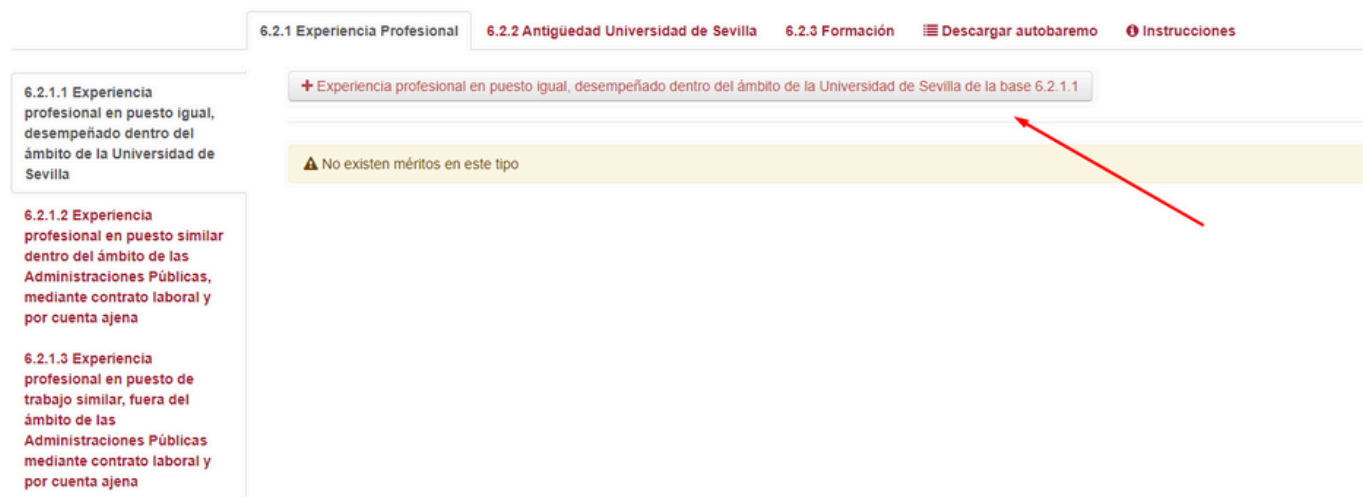 6.2.1 Experiencia Profesional
6.2.2 Antigüedad Universidad de Sevilla
6.2.3 Formación
Descargar autobaremo
Instrucciones
6.2.1.1 Experiencia
profesional en puesto igual,
desempeñado dentro del
ámbito de la Universidad de
Sevilla
6.2.1.2 Experiencia
profesional en puesto similar
dentro del ámbito de las
Administraciones Públicas,
mediante contrato laboral y
por cuenta ajena
6.2.1.3 Experiencia
profesional en puesto de
trabajo similar, fuera del
ámbito de las
Administraciones Públicas
mediante contrato laboral y
por cuenta ajena
+ Experiencia profesional en puesto igual, desempeñado dentro del ámbito de la Universidad de Sevilla de la base 6.2.1.1
No existen méritos en este tipo